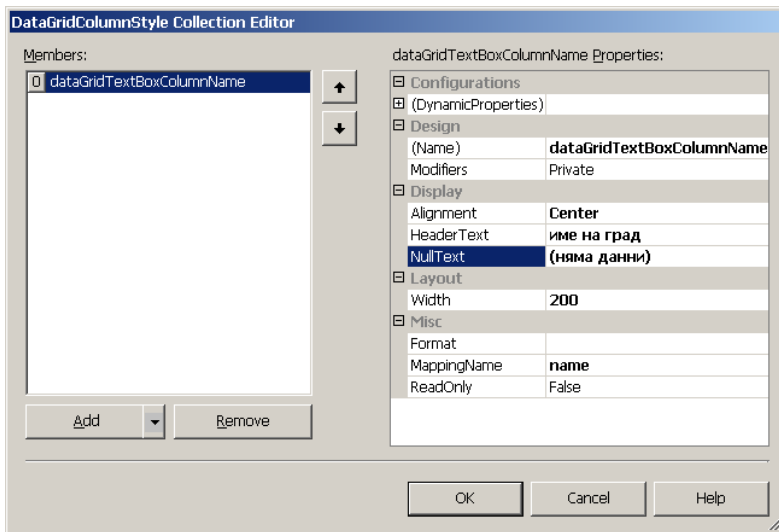 DataGridColumnStyle Collection Editor
Members:
0 dataGridTextBoxColumnName
Add
Remove
dataGridTextBoxColumnName Properties:
Configurations
(DynamicProperties)
Design
(Name) dataGridTextBoxColumnName
Modifiers Private
Display
Alignment Center
HeaderText име на град
NullText (няма данни)
Layout
Width 200
Misc
Format
MappingName name
ReadOnly False
OK Cancel Help